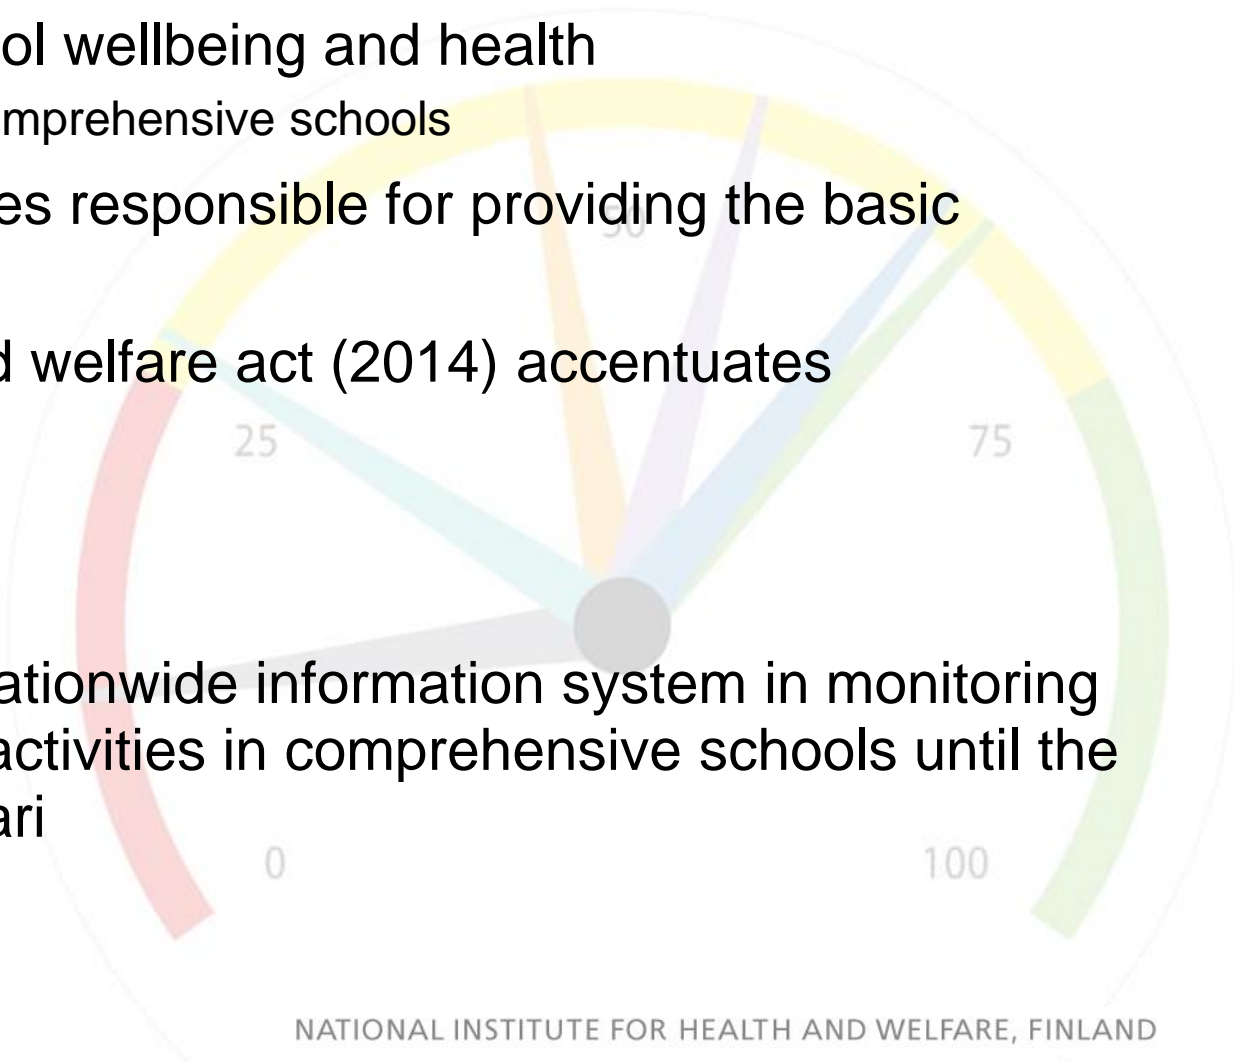 ol wellbeing and health
mprehensive schools
es responsible for providing the basic
50
d welfare act (2014) accentuates
25
75
ationwide information system in monitoring
activities in comprehensive schools until the
ari
0
100
NATIONAL INSTITUTE FOR HEALTH AND WELFARE, FINLAND